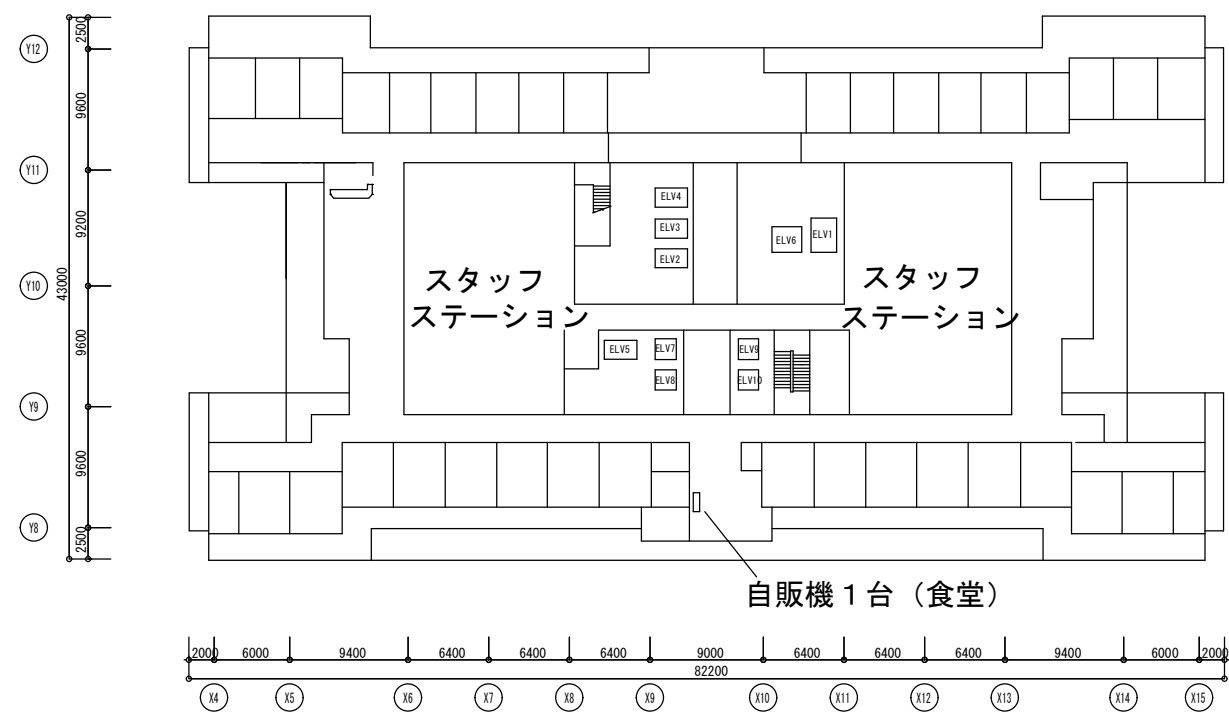 2500
Y12
9600
Y11
9200
Y10
43000
9600
Y9
9600
Y8
2500
ELV4
ELV3
ELV2
ELV6
ELV1
スタッフ
ステーション
スタッフ
ステーション
ELV5
ELV7
ELV9
ELV8
ELV10
自販機１台（食堂）
2000
6000
9400
6400
6400
6400
9000
6400
6400
6400
9400
6000
2000
82200
X4
X5
X6
X7
X8
X9
X10
X11
X12
X13
X14
X15